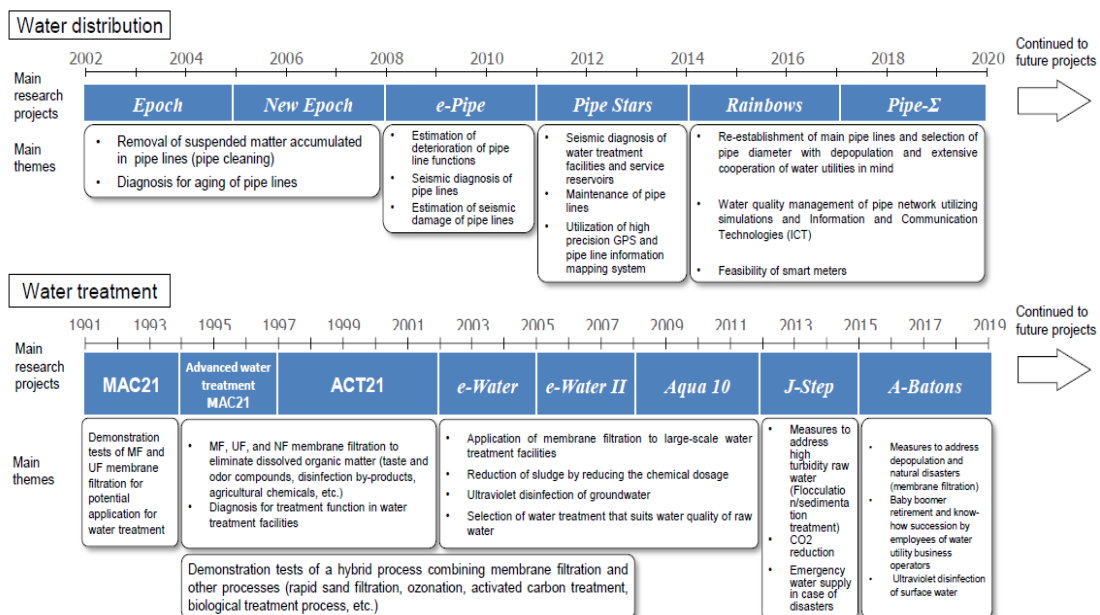 Water distribution
2002 2004 2006 2008 2010 2012 2014 2016 2018 2020
Continued to
future projects
Main
research
projects
Epoch New Epoch e-Pipe Pipe Stars Rainbows Pipe-Σ
Main
themes
• Removal of suspended matter accumulated
in pipe lines (pipe cleaning)
• Diagnosis for aging of pipe lines
• Estimation of
deterioration of pipe
line functions
• Seismic diagnosis of
pipe lines
• Estimation of seismic
damage of pipe lines
• Seismic diagnosis of
water treatment
facilities and service
reservoirs
• Maintenance of pipe
lines
• Utilization of high
precision GPS and
pipe line information
mapping system
• Re-establishment of main pipe lines and selection of
pipe diameter with depopulation and extensive
cooperation of water utilities in mind
• Water quality management of pipe network utilizing
simulations and Information and Communication
Technologies (ICT)
• Feasibility of smart meters
Water treatment
1991 1993 1995 1997 1999 2001 2003 2005 2007 2009 2011 2013 2015 2017 2019
Continued to
future projects
Main
research
projects
MAC21
Advanced water
treatment
MAC21
ACT21 e-Water e-Water II Aqua 10 J-Step A-Batons
Main
themes
Demonstration
tests of MF and
UF membrane
filtration for
potential
application for
water treatment
• MF, UF, and NF membrane filtration to
eliminate dissolved organic matter (taste and
odor compounds, disinfection by-products,
agricultural chemicals, etc.)
• Diagnosis for treatment function in water
treatment facilities
• Application of membrane filtration to large-scale water
treatment facilities
• Reduction of sludge by reducing the chemical dosage
• Ultraviolet disinfection of groundwater
• Selection of water treatment that suits water quality of raw
water
• Measures to
address
high
turbidity raw
water
(Flocculatio
n/sedimenta
tion
treatment)
• CO2
reduction
• Emergency
water supply
in case of
disasters
• Measures to address
depopulation and
natural disasters
(membrane filtration)
• Baby boomer
retirement and know-
how succession by
employees of water
utility business
operators
• Ultraviolet disinfection
of surface water
Demonstration tests of a hybrid process combining membrane filtration and
other processes (rapid sand filtration, ozonation, activated carbon treatment,
biological treatment process, etc.)